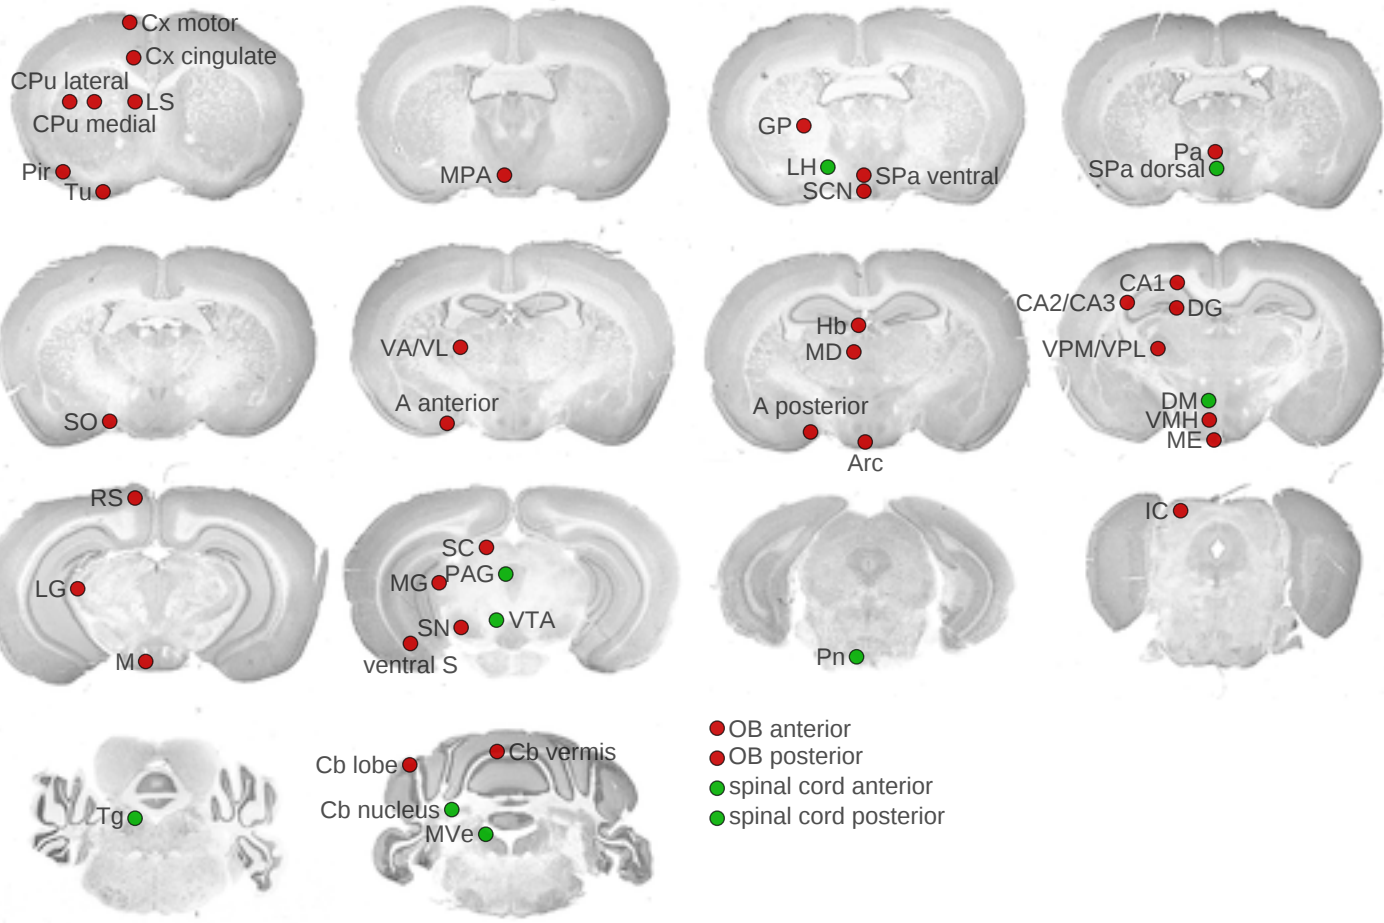 Cx motor
Cx cingulate
CPu lateral
LS
CPu medial
Pir
Tu
MPA
GP
LH
SPa ventral
SCN
Pa
SPa dorsal
SO
VA/VL
A anterior
Hb
MD
A posterior
Arc
CA1
CA2/CA3
DG
VPM/VPL
DM
VMH
ME
RS
LG
M
SC
MG
PAG
SN
VTA
ventral S
Pn
IC
Tg
Cb lobe
Cb vermis
Cb nucleus
MVe
OB anterior
OB posterior
spinal cord anterior
spinal cord posterior